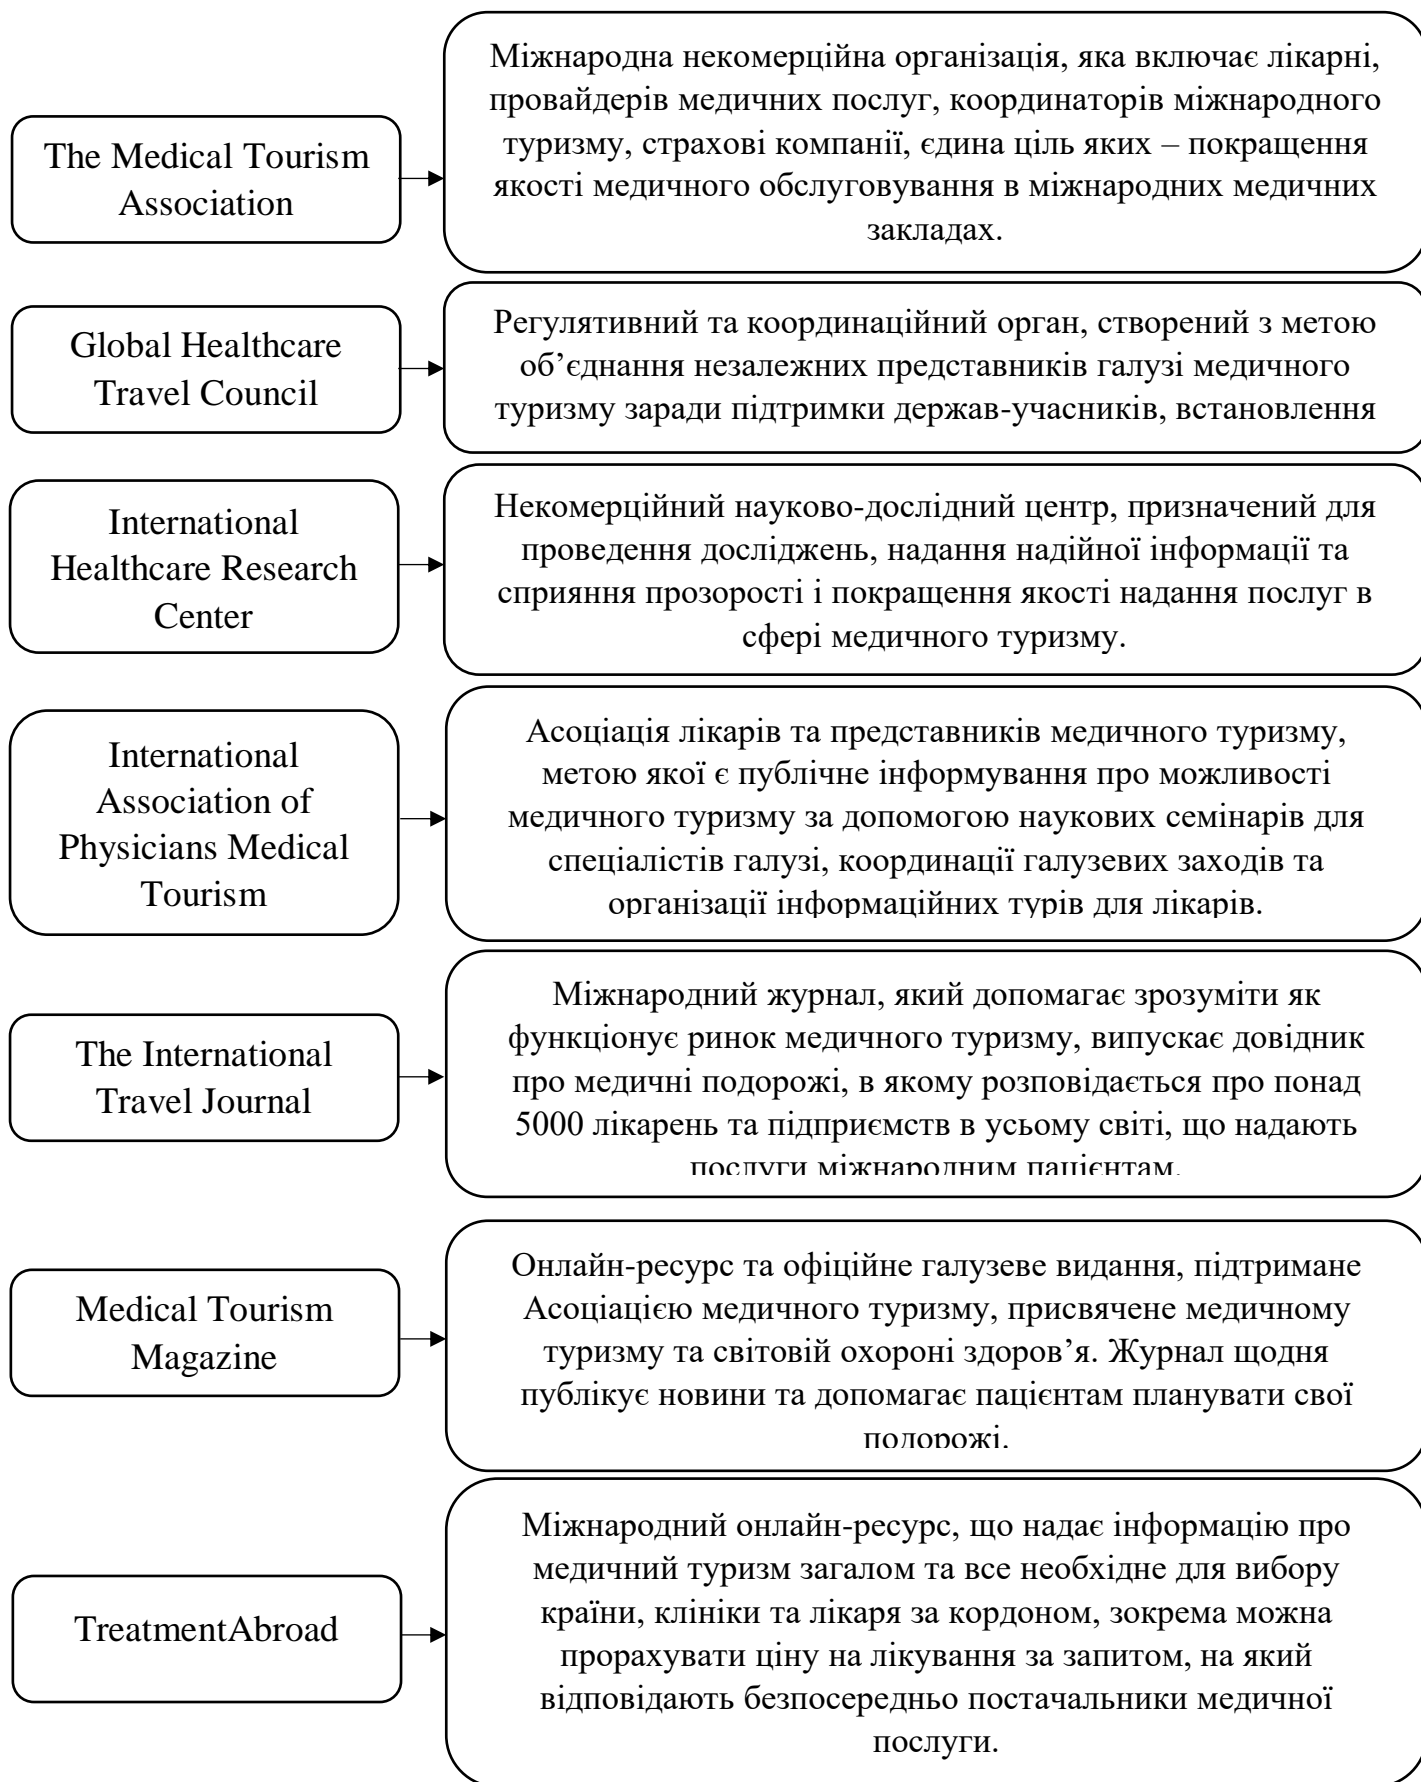 The Medical Tourism
Association
Міжнародна некомерційна організація, яка включає лікарні,
провайдерів медичних послуг, координаторів міжнародного
туризму, страхові компанії, єдина ціль яких – покращення
якості медичного обслуговування в міжнародних медичних
закладах.
Global Healthcare
Travel Council
Регулятивний та координаційний орган, створений з метою
об’єднання незалежних представників галузі медичного
туризму заради підтримки держав-учасників, встановлення
International
Healthcare Research
Center
Некомерційний науково-дослідний центр, призначений для
проведення досліджень, надання надійної інформації та
сприяння прозорості і покращення якості надання послуг в
сфері медичного туризму.
International
Association of
Physicians Medical
Tourism
Асоціація лікарів та представників медичного туризму,
метою якої є публічне інформування про можливості
медичного туризму за допомогою наукових семінарів для
спеціалістів галузі, координації галузевих заходів та
організації інформаційних турів для лікарів.
The International
Travel Journal
Міжнародний журнал, який допомагає зрозуміти як
функціонує ринок медичного туризму, випускає довідник
про медичні подорожі, в якому розповідається про понад
5000 лікарень та підприємств в усьому світі, що надають
послуги міжнародним пацієнтам.
Medical Tourism
Magazine
Онлайн-ресурс та офіційне галузеве видання, підтримане
Асоціацією медичного туризму, присвячене медичному
туризму та світовій охороні здоров’я. Журнал щодня
публікує новини та допомагає пацієнтам планувати свої
подорожі.
TreatmentAbroad
Міжнародний онлайн-ресурс, що надає інформацію про
медичний туризм загалом та все необхідне для вибору
країни, клініки та лікаря за кордоном, зокрема можна
прорахувати ціну на лікування за запитом, на який
відповідають безпосередньо постачальники медичної
послуги.